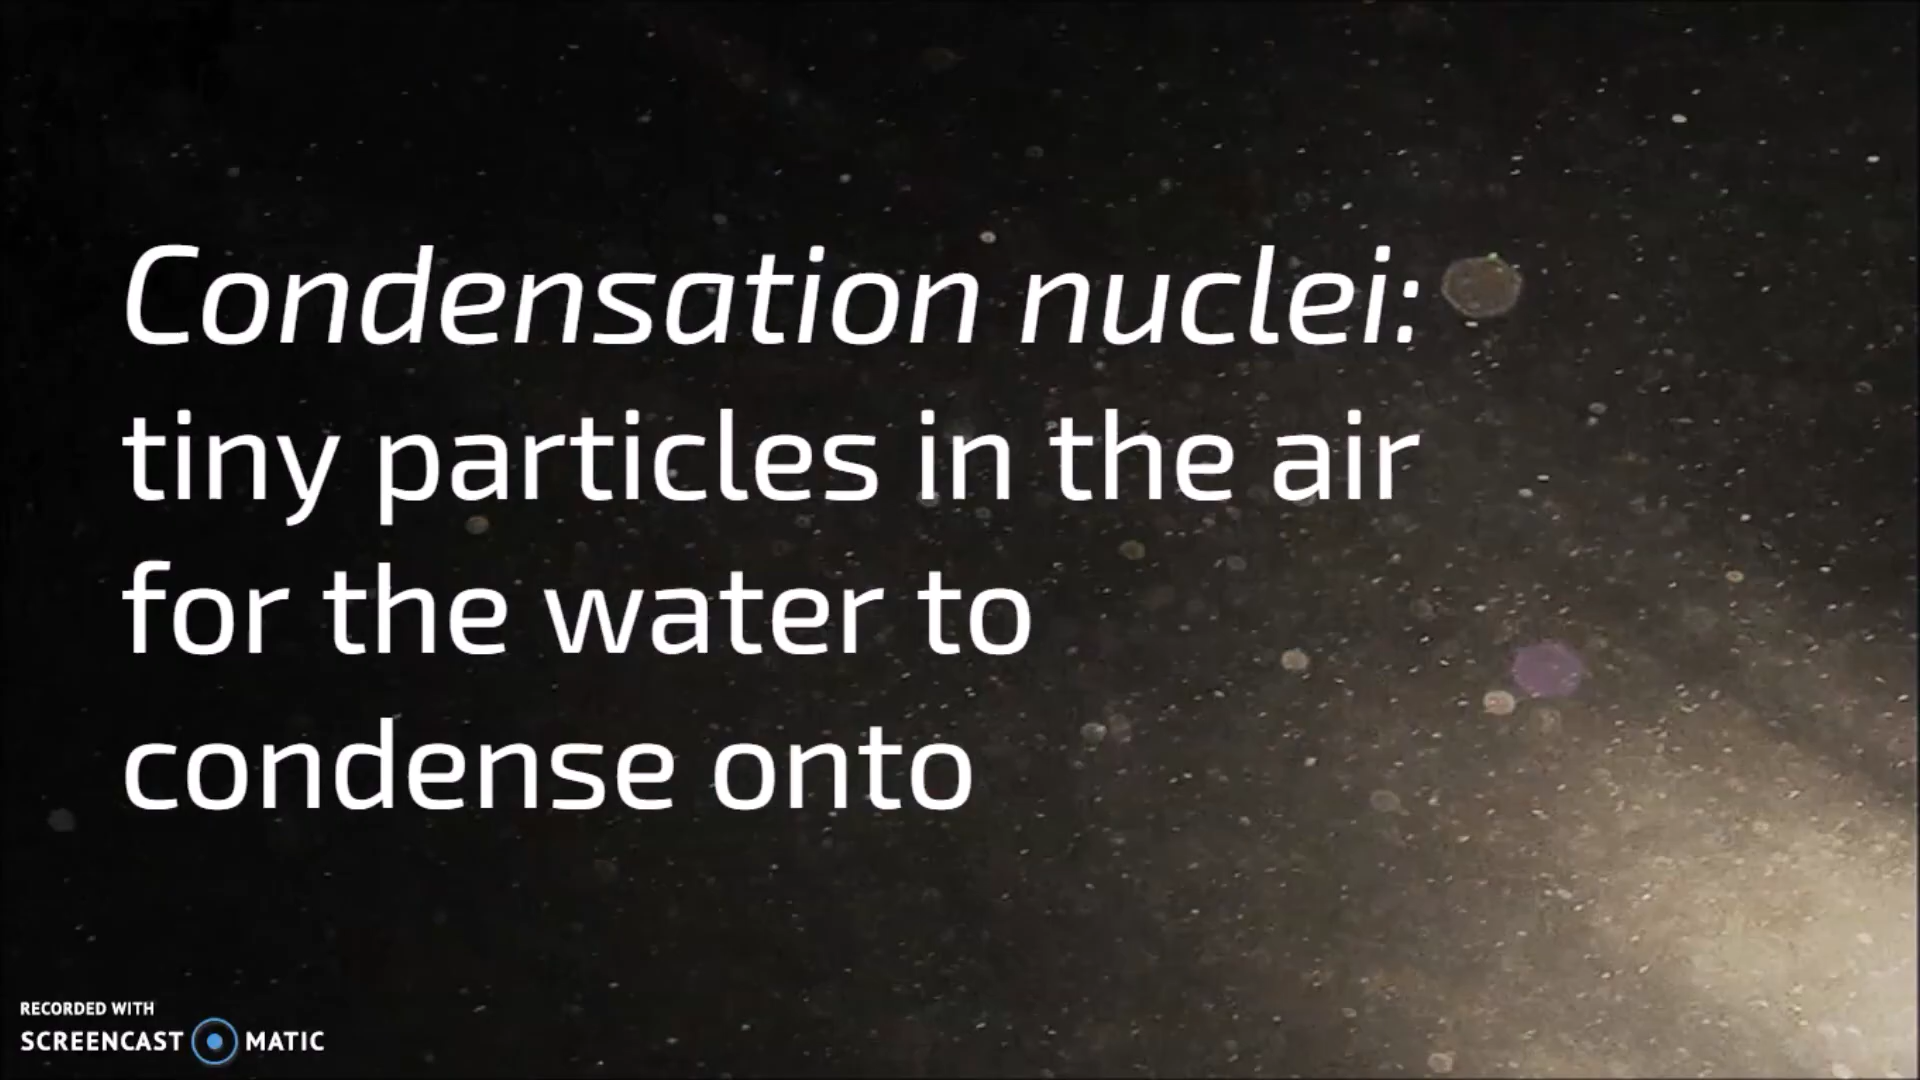 Condensation nuclei:
tiny particles in the air
for the water to
condense onto
RECORDED WITH
SCREENCAST MATIC